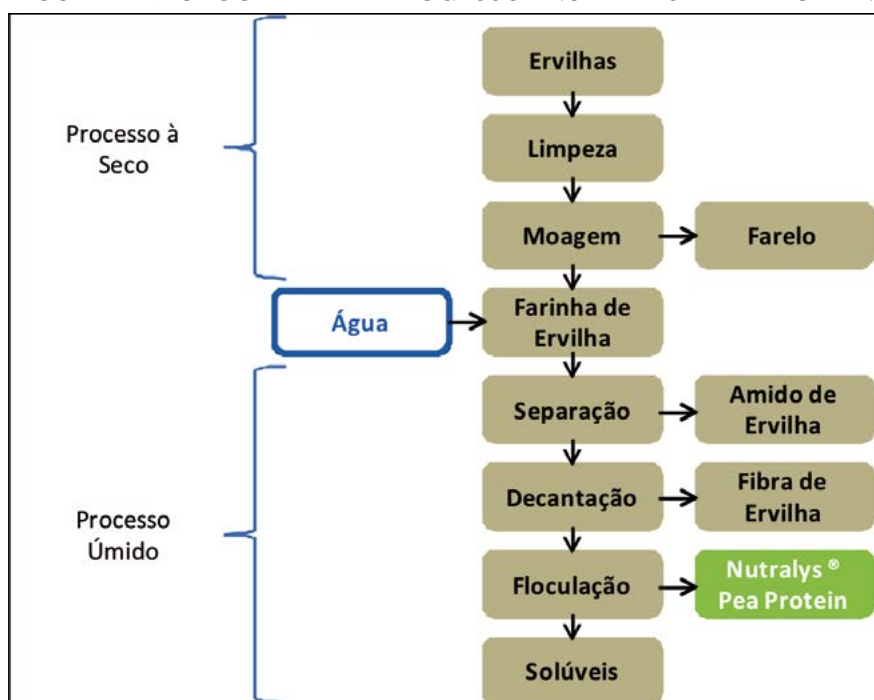 Ervilhas
Processo à
Seco
Limpeza
Moagem
Farelo
Água
Farinha de
Ervilha
Separação
Amido de
Ervilha
Decantação
Fibra de
Ervilha
Processo
Úmido
Floculação
Nutralys ®
Pea Protein
Solúveis